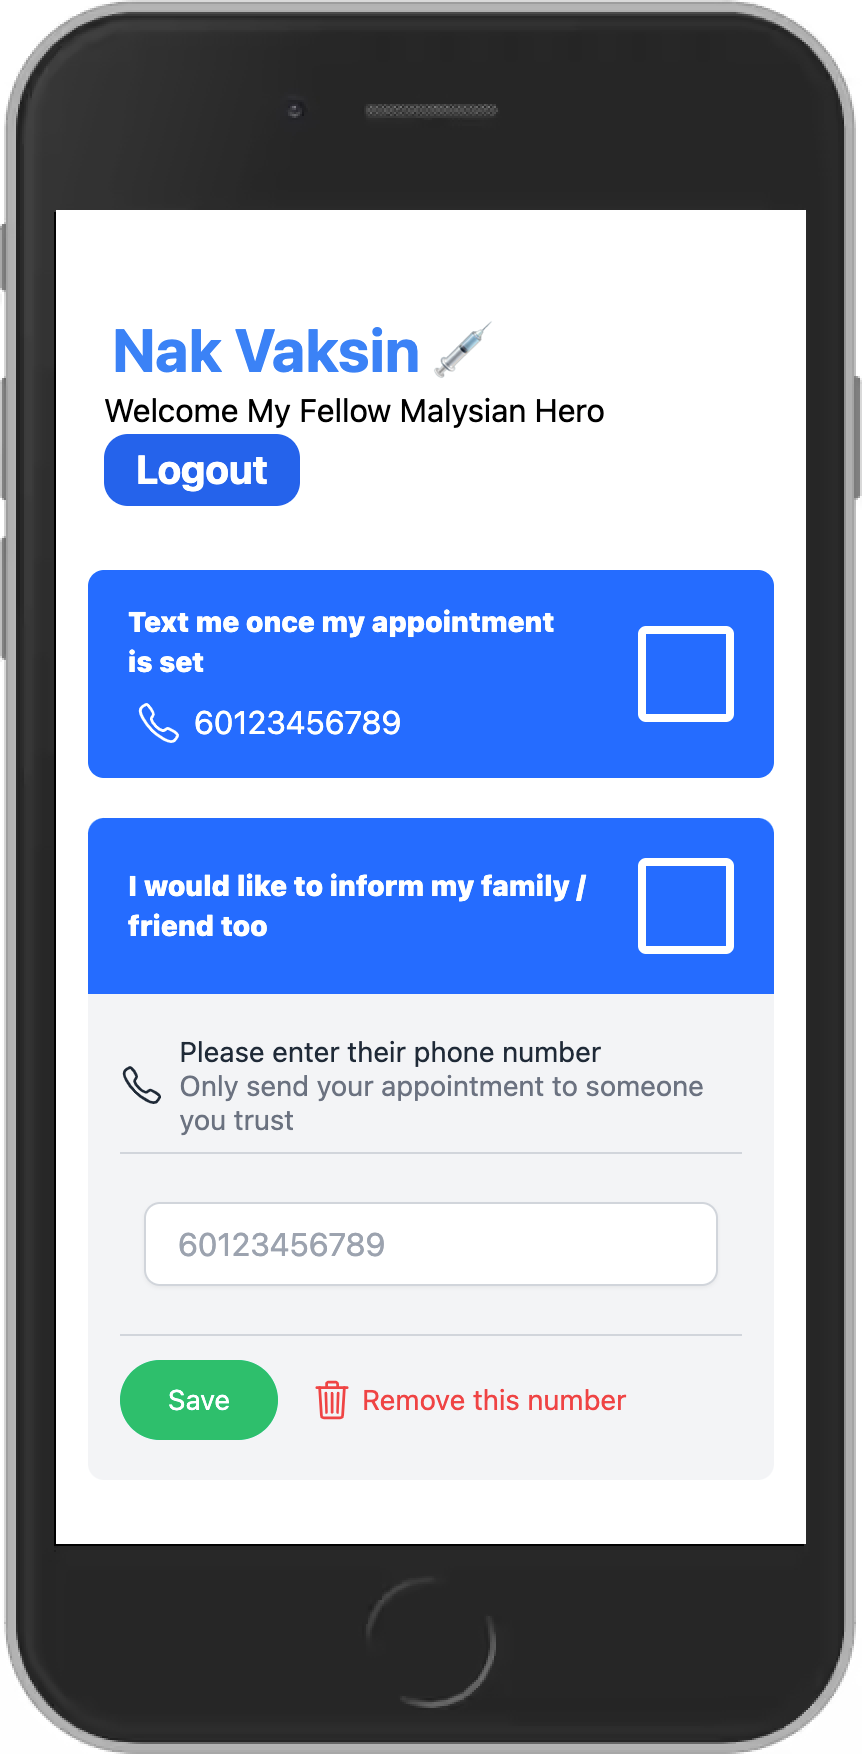 Nak Vaksin 💉
Welcome My Fellow Malysian Hero
Logout
Text me once my appointment
is set
60123456789
I would like to inform my family /
friend too
Please enter their phone number
Only send your appointment to someone
you trust
60123456789
Save
Remove this number